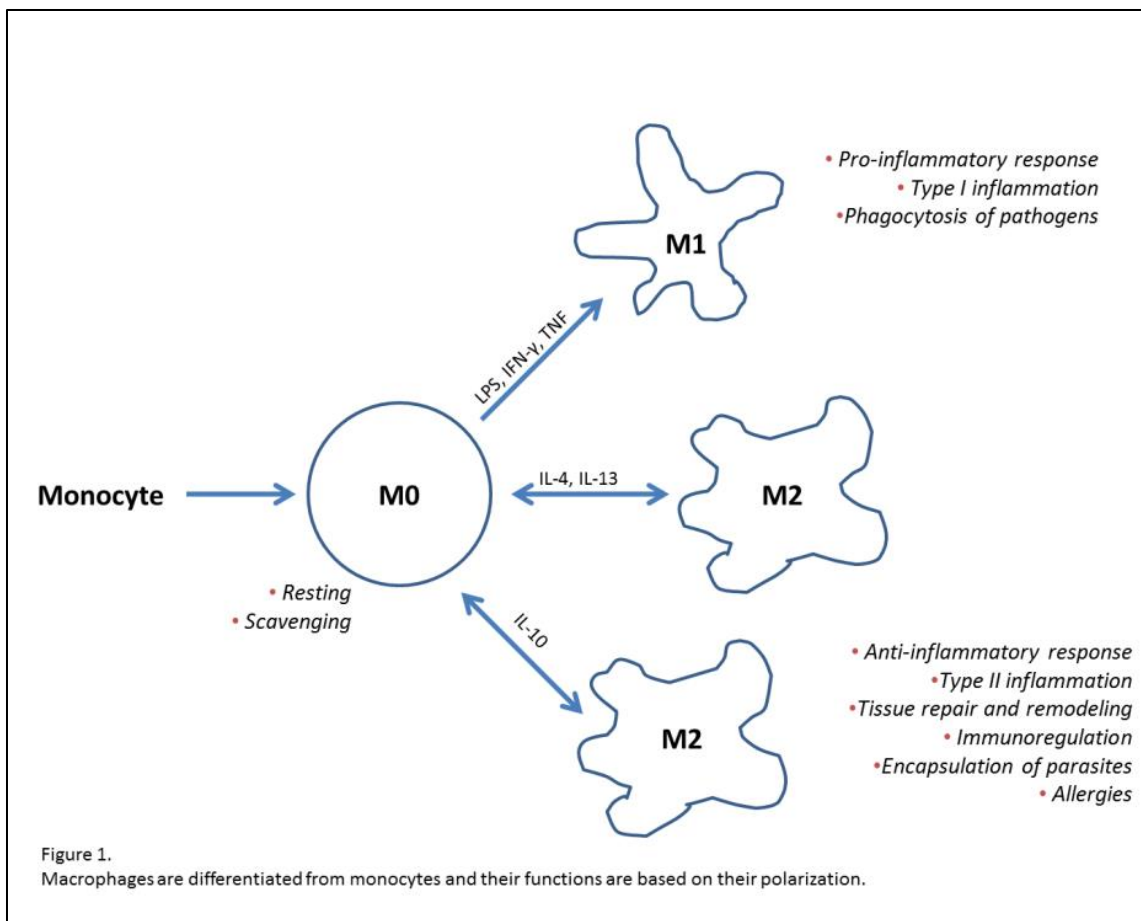 • Pro-inflammatory response
• Type I inflammation
•Phagocytosis of pathogens
M1
LPS, IFN-γ, TNF
Monocyte
M0
IL-4, IL-13
M2
• Resting
• Scavenging
IL-10
M2
• Anti-inflammatory response
•Type II inflammation
•Tissue repair and remodeling
• Immunoregulation
•Encapsulation of parasites
• Allergies
Figure 1.
Macrophages are differentiated from monocytes and their functions are based on their polarization.